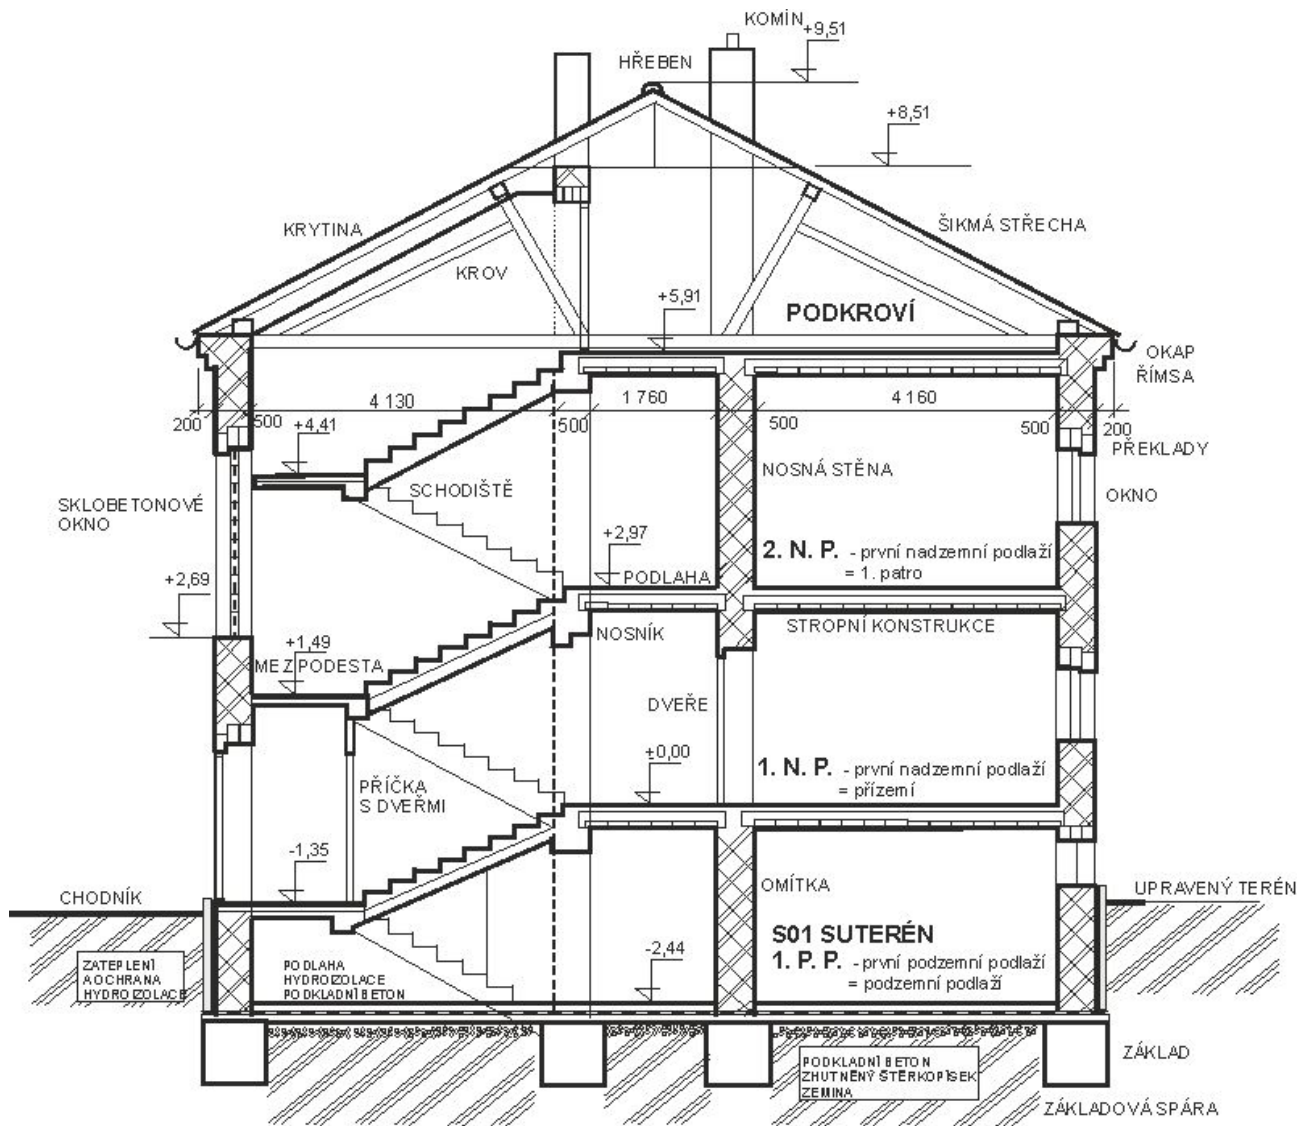 KOMÍN
+9,51
HŘEBEN
+8,51
KRYTINA
ŠIKMÁ STŘECHA
KROV
+5,91
PODKROVÍ
OKAP
ŘÍMSA
200
500
4 130
500
1 760
500
4 160
500
200
+4,41
PŘEKLADY
NOSNÁ STĚNA
SCHODIŠTĚ
SKLOBETONOVÉ
OKNO
OKNO
+2,97
2. N. P. - první nadzemní podlaží
= 1. patro
+2,69
PODLAHA
NOSNÍK
STROPNÍ KONSTRUKCE
+1,49
MEZIPODESTA
DVEŘE
±0,00
1. N. P. - první nadzemní podlaží
= přízemí
PŘÍČKA
S DVEŘMI
-1,35
CHODNÍK
OMÍTKA
UPRAVENÝ TERÉN
S01 SUTERÉN
1. P. P. - první podzemní podlaží
= podzemní podlaží
-2,44
ZATEPLENÍ
A OCHRANA
HYDROIZOLACE
PODLAHA
HYDROIZOLACE
PODKLADNÍ BETON
PODKLADNÍ BETON
ZHUTNĚNÝ ŠTĚRKOPÍSEK
ZEMINA
ZÁKLAD
ZÁKLADOVÁ SPÁRA